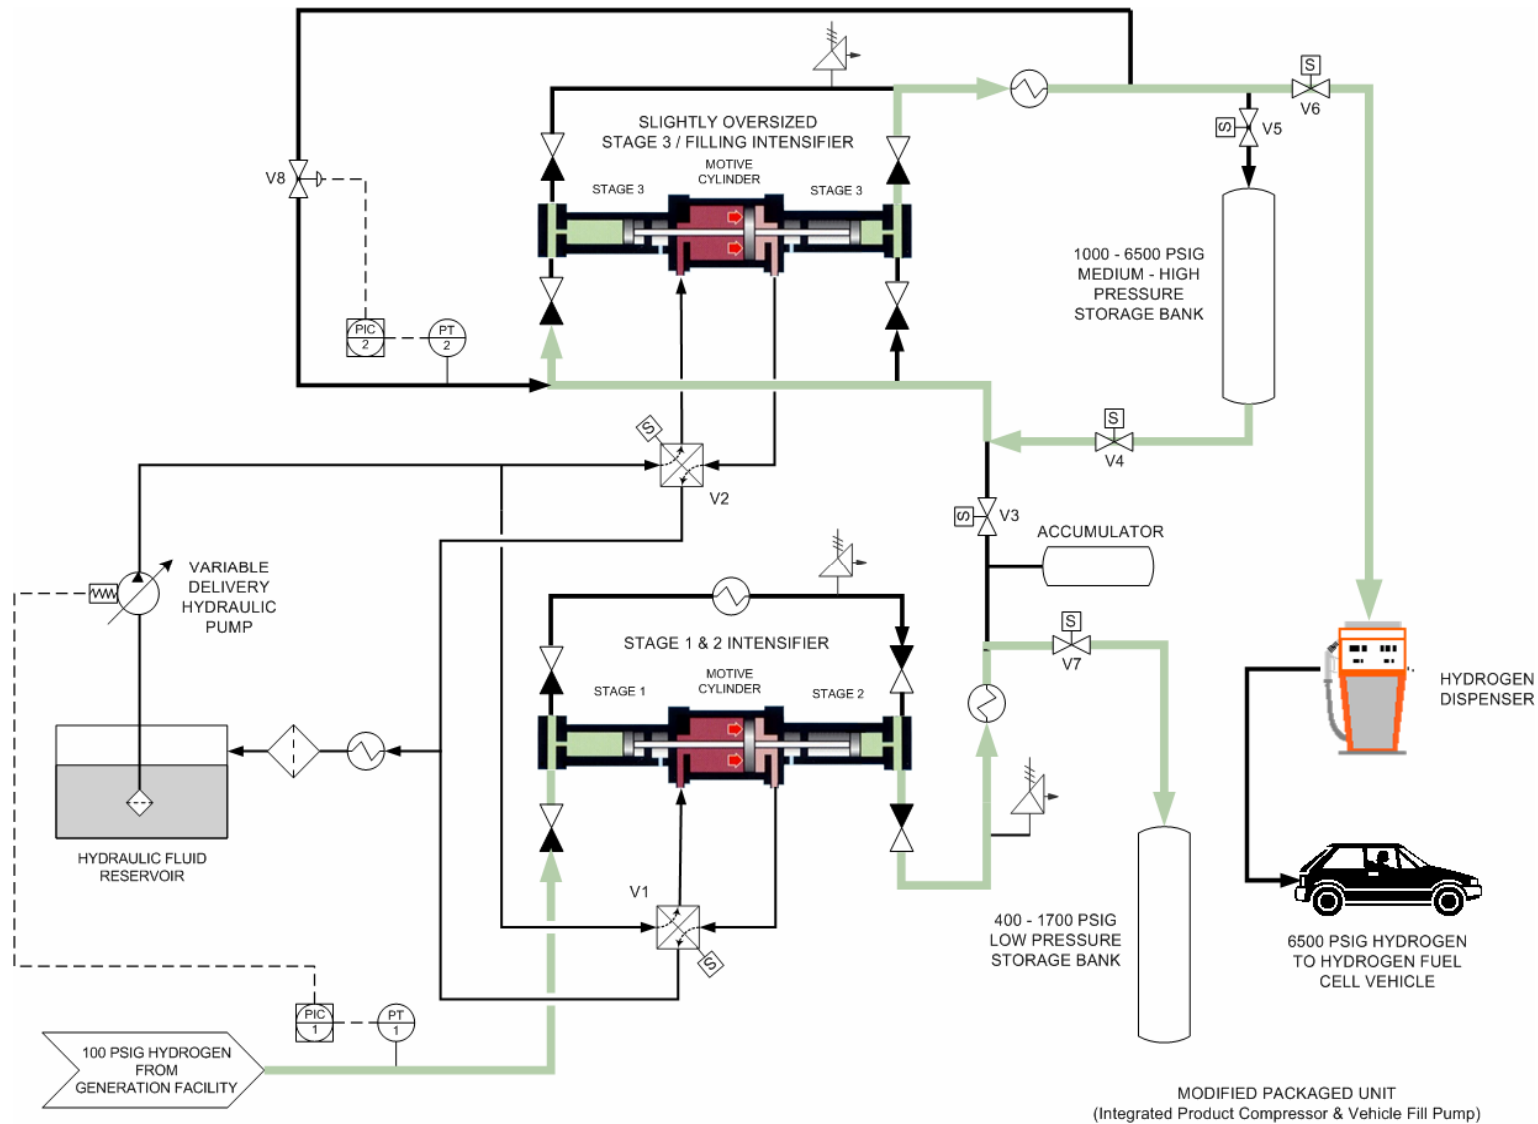 S
V6
S
V5
SLIGHTLY OVERSIZED
STAGE 3 / FILLING INTENSIFIER
MOTIVE
CYLINDER
STAGE 3
STAGE 3
V8
1000 - 6500 PSIG
MEDIUM - HIGH
PRESSURE
STORAGE BANK
PIC
2
PT
2
S
V4
S
V2
S
V3
ACCUMULATOR
VARIABLE
DELIVERY
HYDRAULIC
PUMP
STAGE 1 & 2 INTENSIFIER
MOTIVE
CYLINDER
STAGE 1
STAGE 2
S
V7
HYDROGEN
DISPENSER
HYDRAULIC FLUID
RESERVOIR
V1
S
400 - 1700 PSIG
LOW PRESSURE
STORAGE BANK
6500 PSIG HYDROGEN
TO HYDROGEN FUEL
CELL VEHICLE
PIC
1
PT
1
100 PSIG HYDROGEN
FROM
GENERATION FACILITY
MODIFIED PACKAGED UNIT
(Integrated Product Compressor & Vehicle Fill Pump)